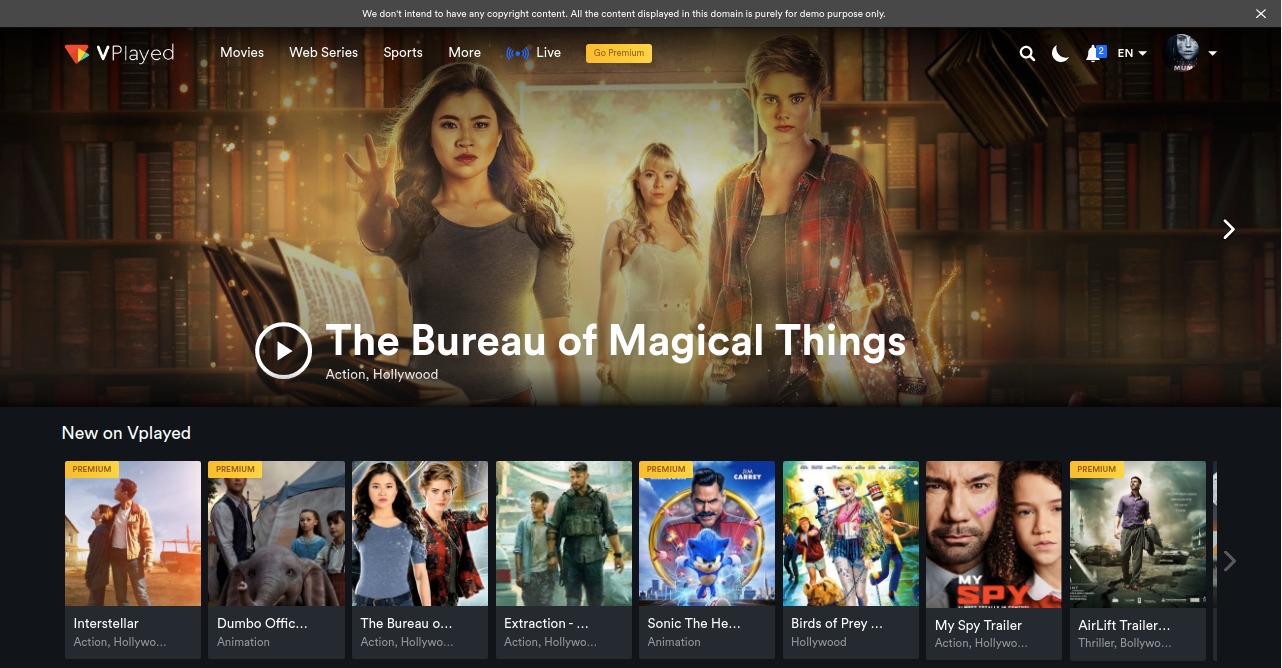 We don't intend to have any copyright content. All the content displayed in this domain is purely for demo purpose only.
VPlayed
Movies
Web Series
Sports
More
Live
Go Premium
2
EN
MUM
The Bureau of Magical Things
Action, Hollywood
New on Vplayed
PREMIUM
PREMIUM
PREMIUM
JIM
CARREY
MY
SPY
PREMIUM
Interstellar
Action, Hollywo...
Dumbo Offic...
Animation
The Bureau o...
Action, Hollywo...
Extraction - ...
Action, Hollywo...
Sonic The He...
Animation
Birds of Prey ...
Hollywood
My Spy Trailer
Action, Hollywo...
AirLift Trailer...
Thriller, Bollywo...